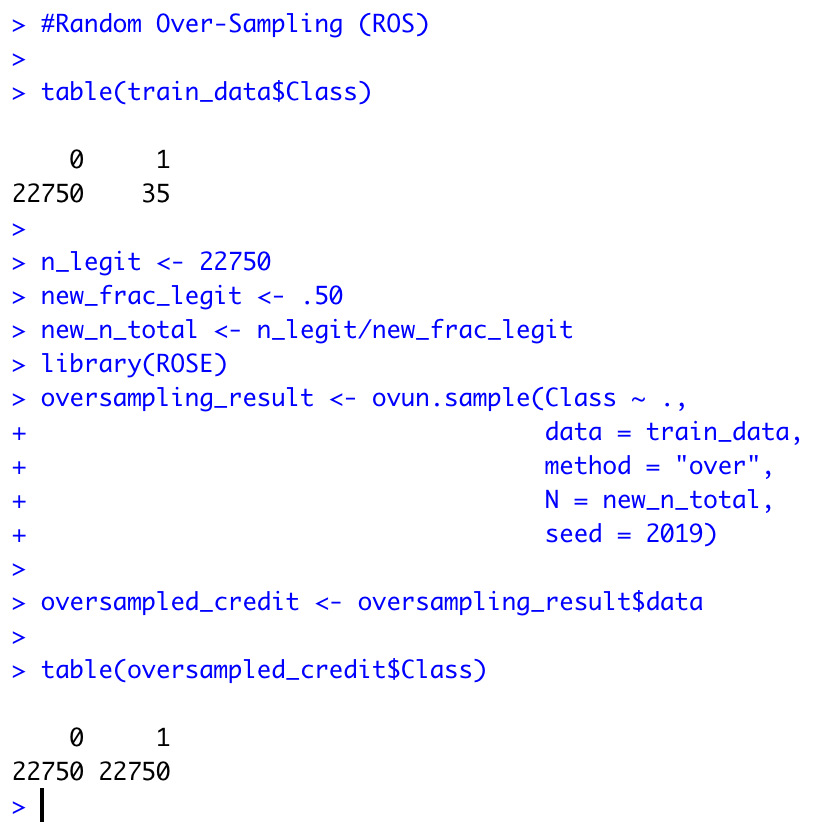 > #Random Over-Sampling (ROS)
>
> table(train_data$Class)
    0     1
22750    35
>
> n_legit <- 22750
> new_frac_legit <- .50
> new_n_total <- n_legit/new_frac_legit
> library(ROSE)
> oversampling_result <- ovun.sample(Class ~ .,
+                                    data = train_data,
+                                    method = "over",
+                                    N = new_n_total,
+                                    seed = 2019)
>
> oversampled_credit <- oversampling_result$data
>
> table(oversampled_credit$Class)
    0     1
22750 22750
>